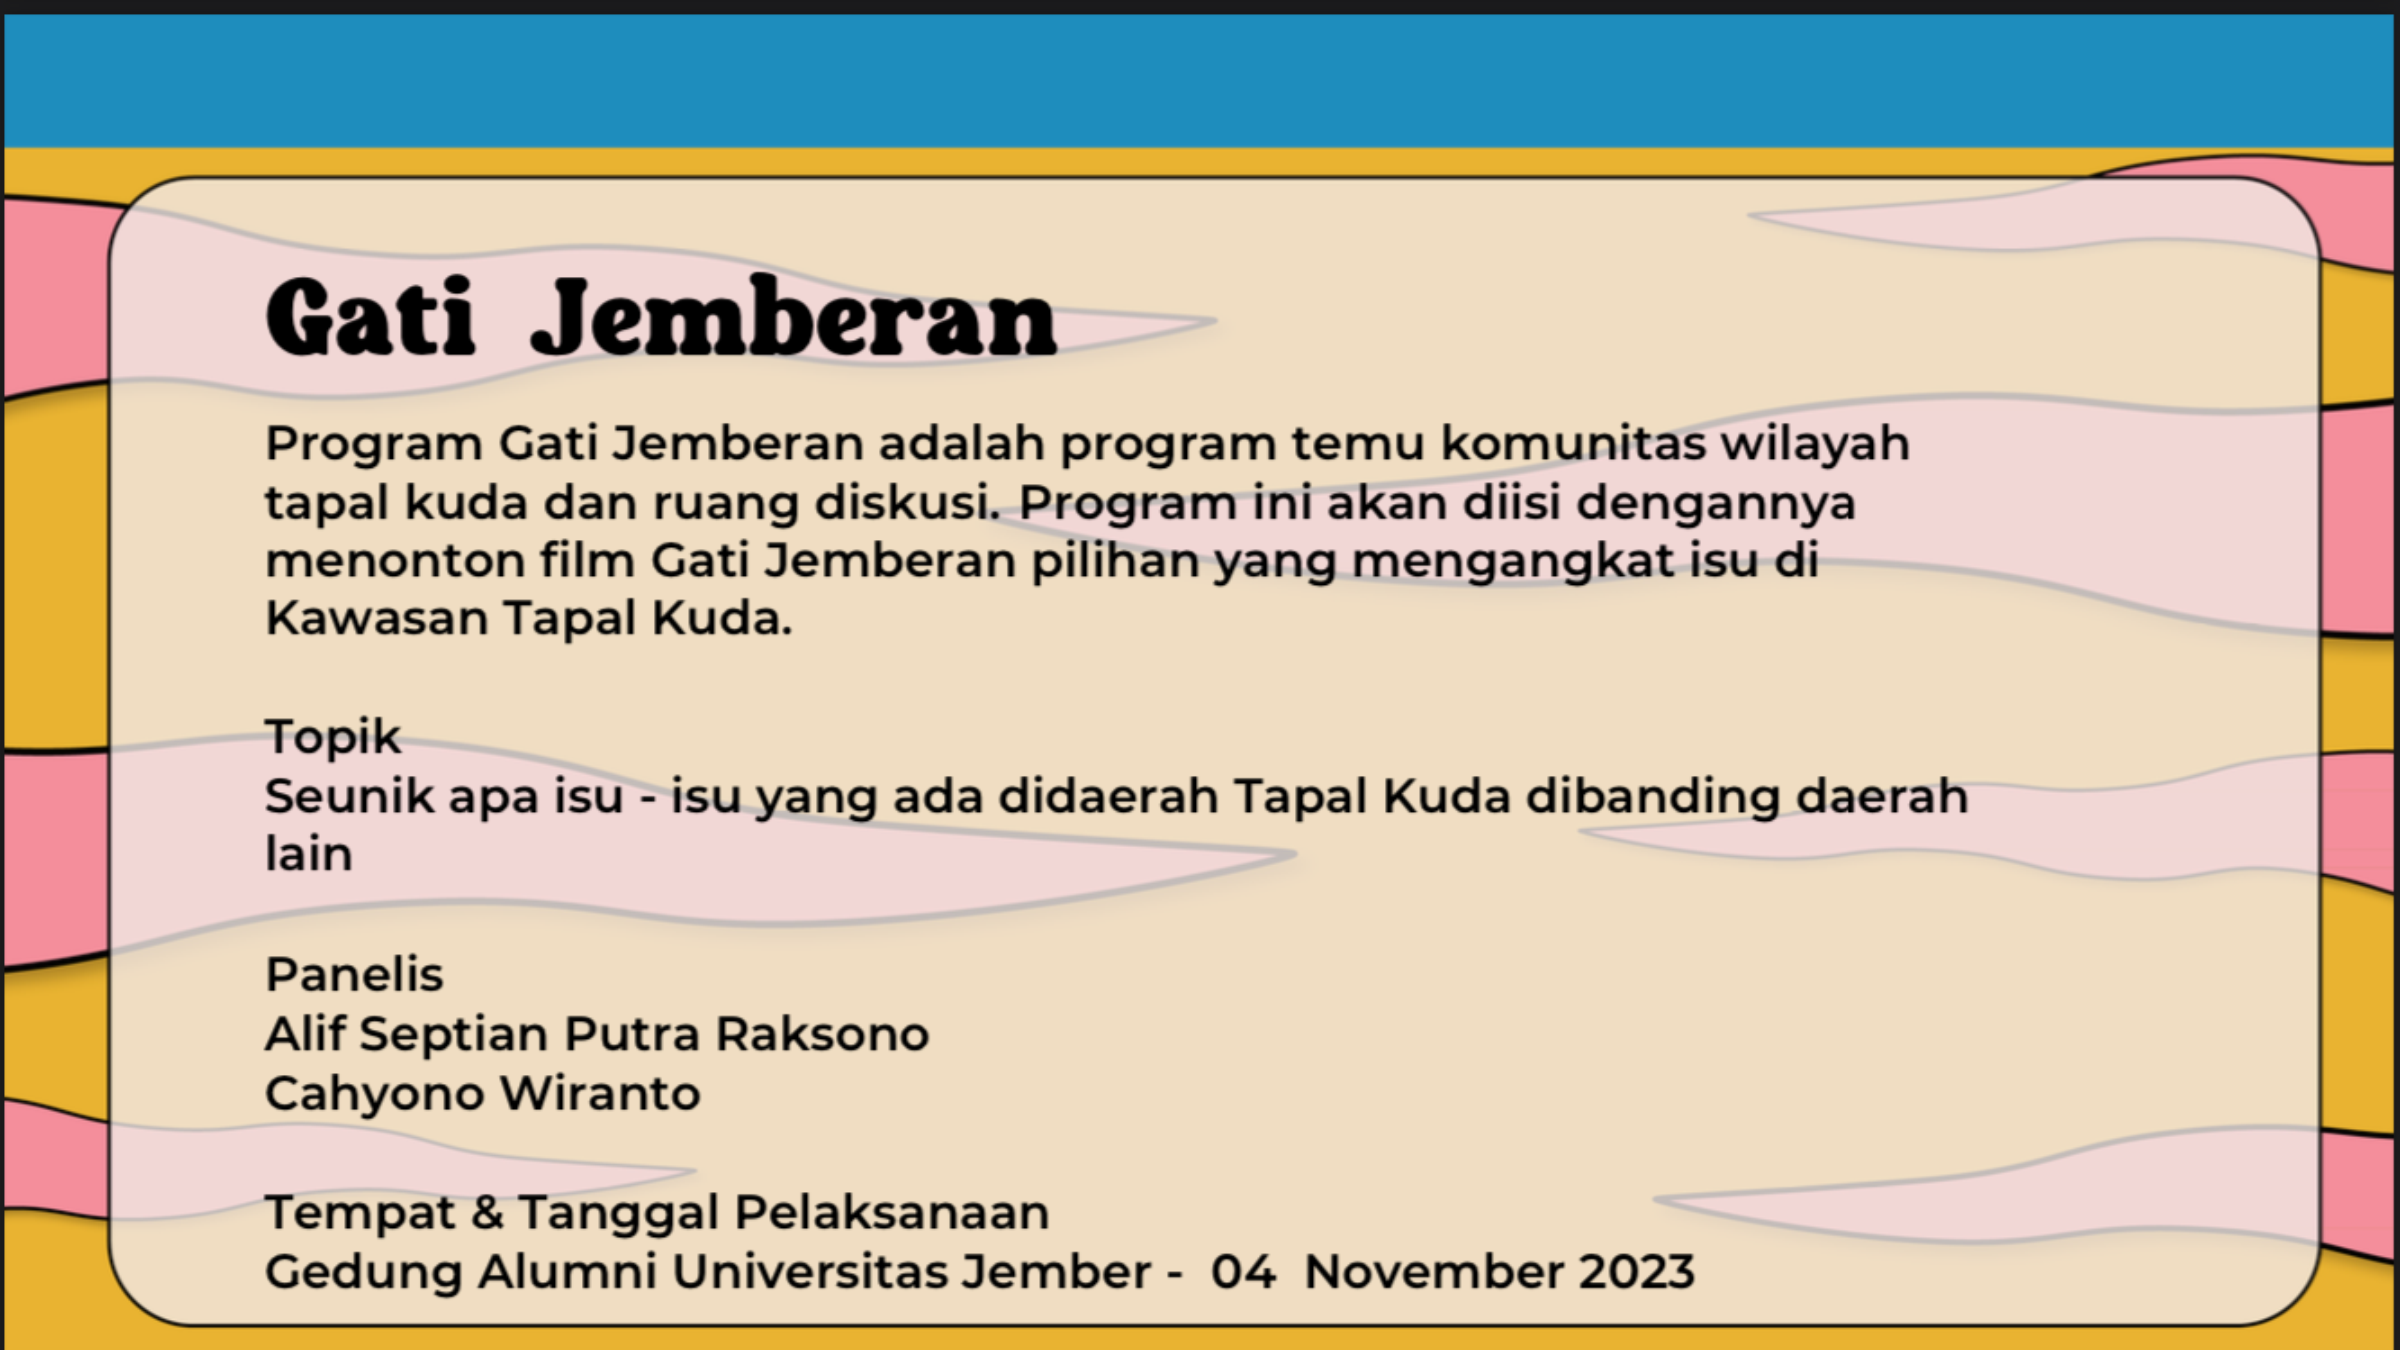 Gati Jemberan
Program Gati Jemberan adalah program temu komunitas wilayah
tapal kuda dan ruang diskusi. Program ini akan diisi dengannya
menonton film Gati Jemberan pilihan yang mengangkat isu di
Kawasan Tapal Kuda.
Topik
Seunik apa isu - isu yang ada didaerah Tapal Kuda dibanding daerah
lain
Panelis
Alif Septian Putra Raksono
Cahyono Wiranto
Tempat & Tanggal Pelaksanaan
Gedung Alumni Universitas Jember -  04  November 2023